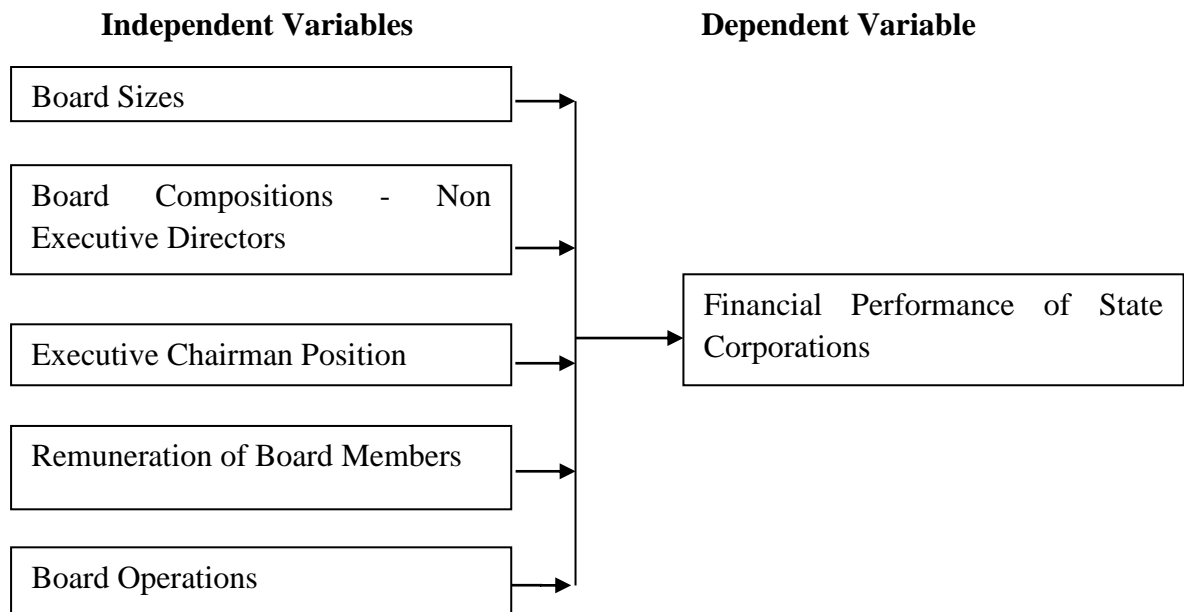 Independent Variables
Dependent Variable
Board Sizes
Board Compositions - Non
Executive Directors
Executive Chairman Position
Remuneration of Board Members
Board Operations
Financial Performance of State
Corporations